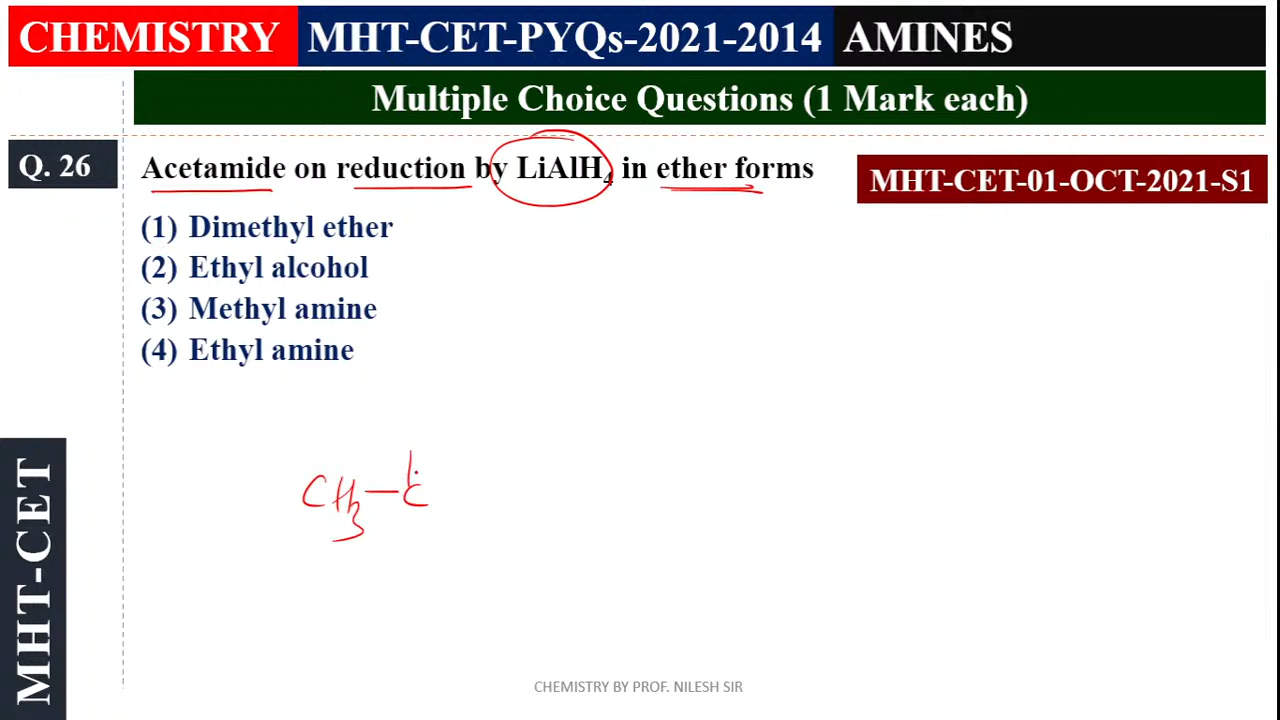 CHEMISTRY MHT-CET-PYQs-2021-2014 AMINES
Multiple Choice Questions (1 Mark each)
Q. 26 Acetamide on reduction by LiAlH₄ in ether forms MHT-CET-01-OCT-2021-S1
(1) Dimethyl ether
(2) Ethyl alcohol
(3) Methyl amine
(4) Ethyl amine
CH₃—C
MHT-CET
CHEMISTRY BY PROF. NILESH SIR